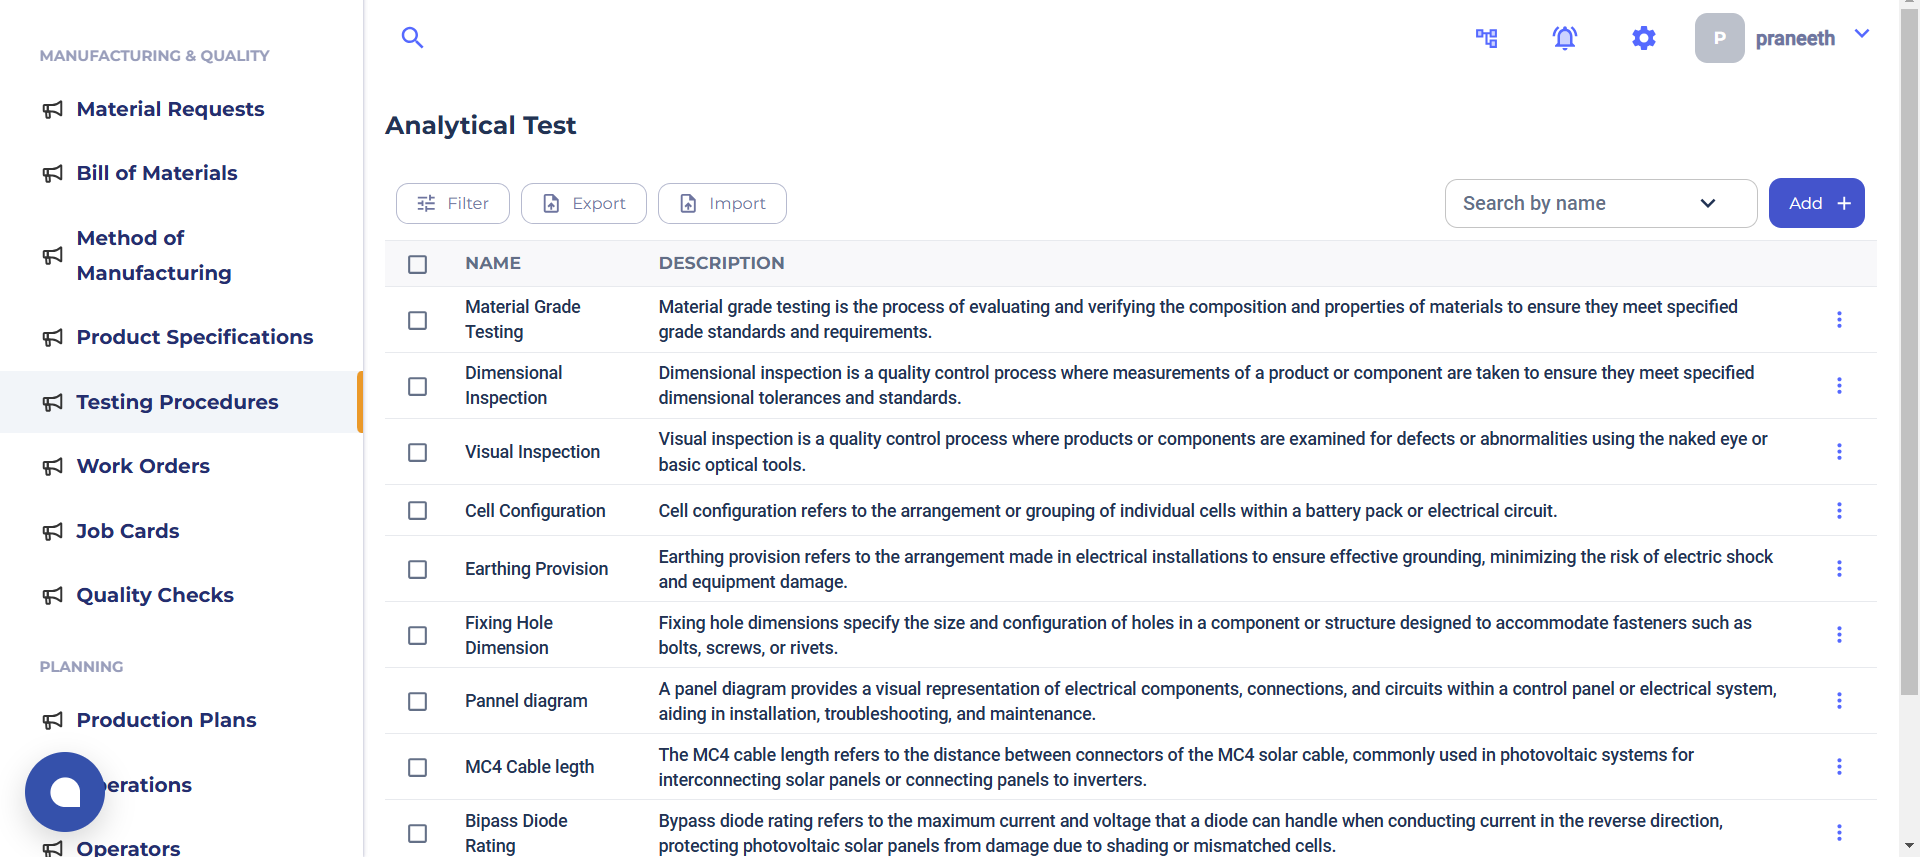 MANUFACTURING & QUALITY
Material Requests
Bill of Materials
Method of
Manufacturing
Product Specifications
Testing Procedures
Work Orders
Job Cards
Quality Checks
PLANNING
Production Plans
erations
Operators
P
praneeth
Analytical Test
Filter
Export
Import
Search by name
Add +
NAME
DESCRIPTION
Material Grade
Testing
Material grade testing is the process of evaluating and verifying the composition and properties of materials to ensure they meet specified
grade standards and requirements.
Dimensional
Inspection
Dimensional inspection is a quality control process where measurements of a product or component are taken to ensure they meet specified
dimensional tolerances and standards.
Visual Inspection
Visual inspection is a quality control process where products or components are examined for defects or abnormalities using the naked eye or
basic optical tools.
Cell Configuration
Cell configuration refers to the arrangement or grouping of individual cells within a battery pack or electrical circuit.
Earthing Provision
Earthing provision refers to the arrangement made in electrical installations to ensure effective grounding, minimizing the risk of electric shock
and equipment damage.
Fixing Hole
Dimension
Fixing hole dimensions specify the size and configuration of holes in a component or structure designed to accommodate fasteners such as
bolts, screws, or rivets.
Pannel diagram
A panel diagram provides a visual representation of electrical components, connections, and circuits within a control panel or electrical system,
aiding in installation, troubleshooting, and maintenance.
MC4 Cable legth
The MC4 cable length refers to the distance between connectors of the MC4 solar cable, commonly used in photovoltaic systems for
interconnecting solar panels or connecting panels to inverters.
Bipass Diode
Rating
Bypass diode rating refers to the maximum current and voltage that a diode can handle when conducting current in the reverse direction,
protecting photovoltaic solar panels from damage due to shading or mismatched cells.